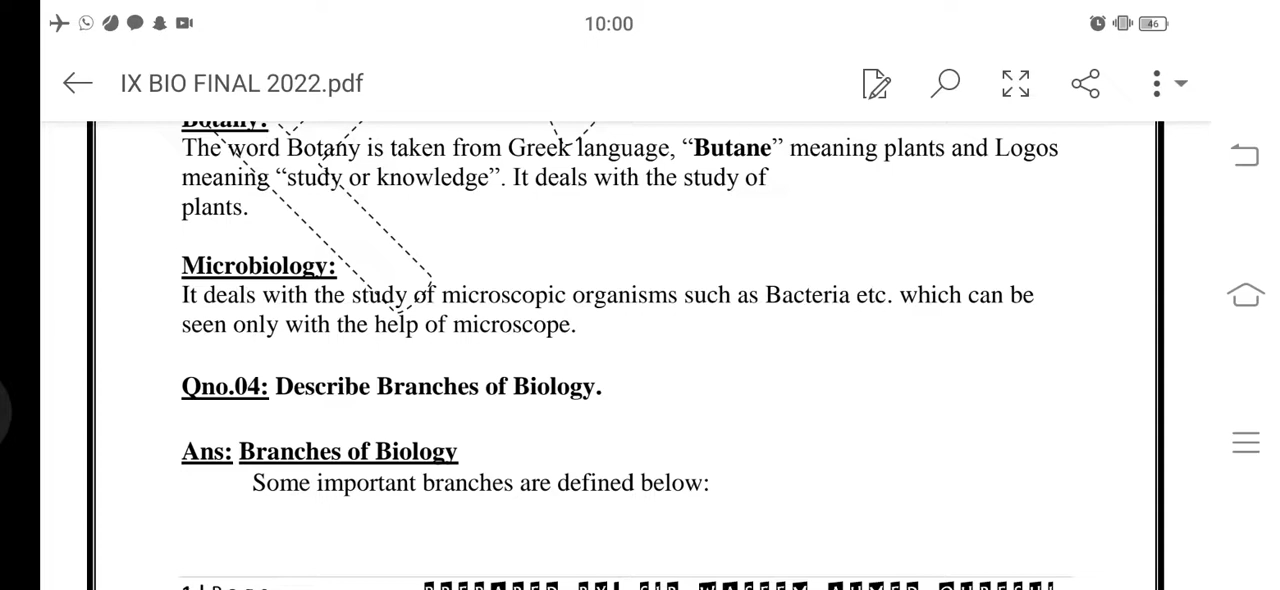 10:00
46
IX BIO FINAL 2022.pdf
Botany:
The word Botany is taken from Greek language, “Butane” meaning plants and Logos
meaning “study or knowledge”. It deals with the study of
plants.
Microbiology:
It deals with the study of microscopic organisms such as Bacteria etc. which can be
seen only with the help of microscope.
Qno.04: Describe Branches of Biology.
Ans: Branches of Biology
Some important branches are defined below: